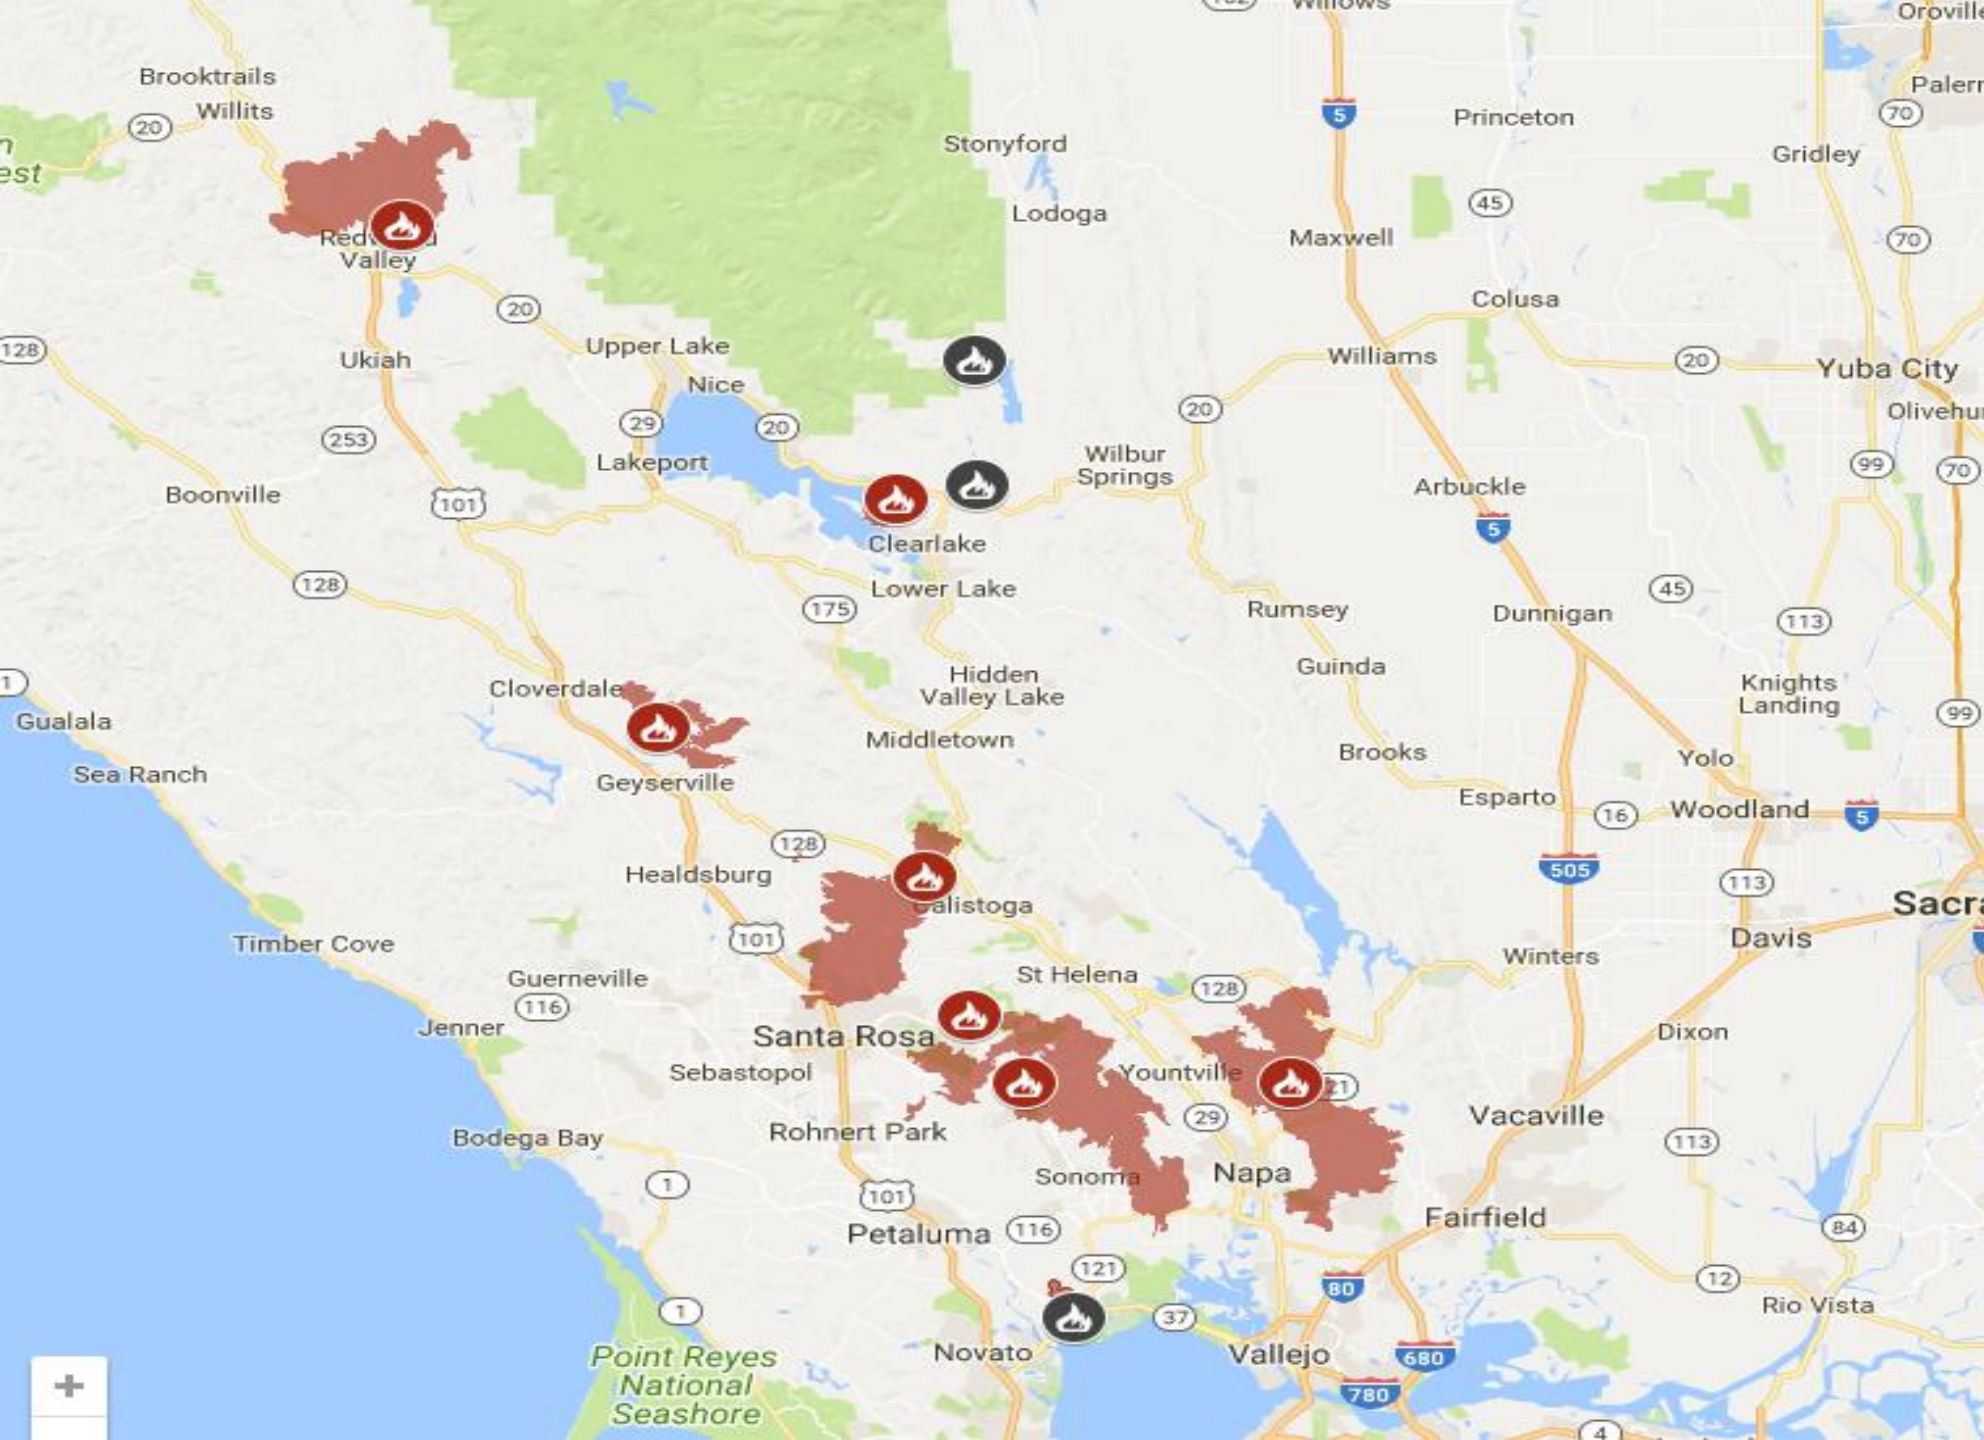 Willows
Oroville
Brooktrails
Willits
20
Stonyford
5
Princeton
70
Gridley
Lodoga
45
Maxwell
70
Valley
20
Colusa
128
Ukiah
Upper Lake
Nice
Williams
20
Yuba City
20
29
20
253
Lakeport
Wilbur
Springs
99
70
Boonville
101
Arbuckle
5
Clearlake
128
Lower Lake
175
Rumsey
45
Dunnigan
113
Guinda
Hidden
Valley Lake
Knights
Landing
1
Cloverdale
Gualala
99
Middletown
Brooks
Yolo
Sea Ranch
Geyserville
Esparto
16
Woodland
5
128
Healdsburg
505
113
Calistoga
101
Timber Cove
Davis
Winters
Guerneville
St Helena
128
116
Jenner
Santa Rosa
Dixon
Sebastopol
Yountville
29
Vacaville
Rohnert Park
Bodega Bay
113
Sonoma
Napa
1
101
Petaluma
116
Fairfield
84
121
80
12
1
37
Rio Vista
Novato
Vallejo
680
Point Reyes
National
Seashore
780
+
4